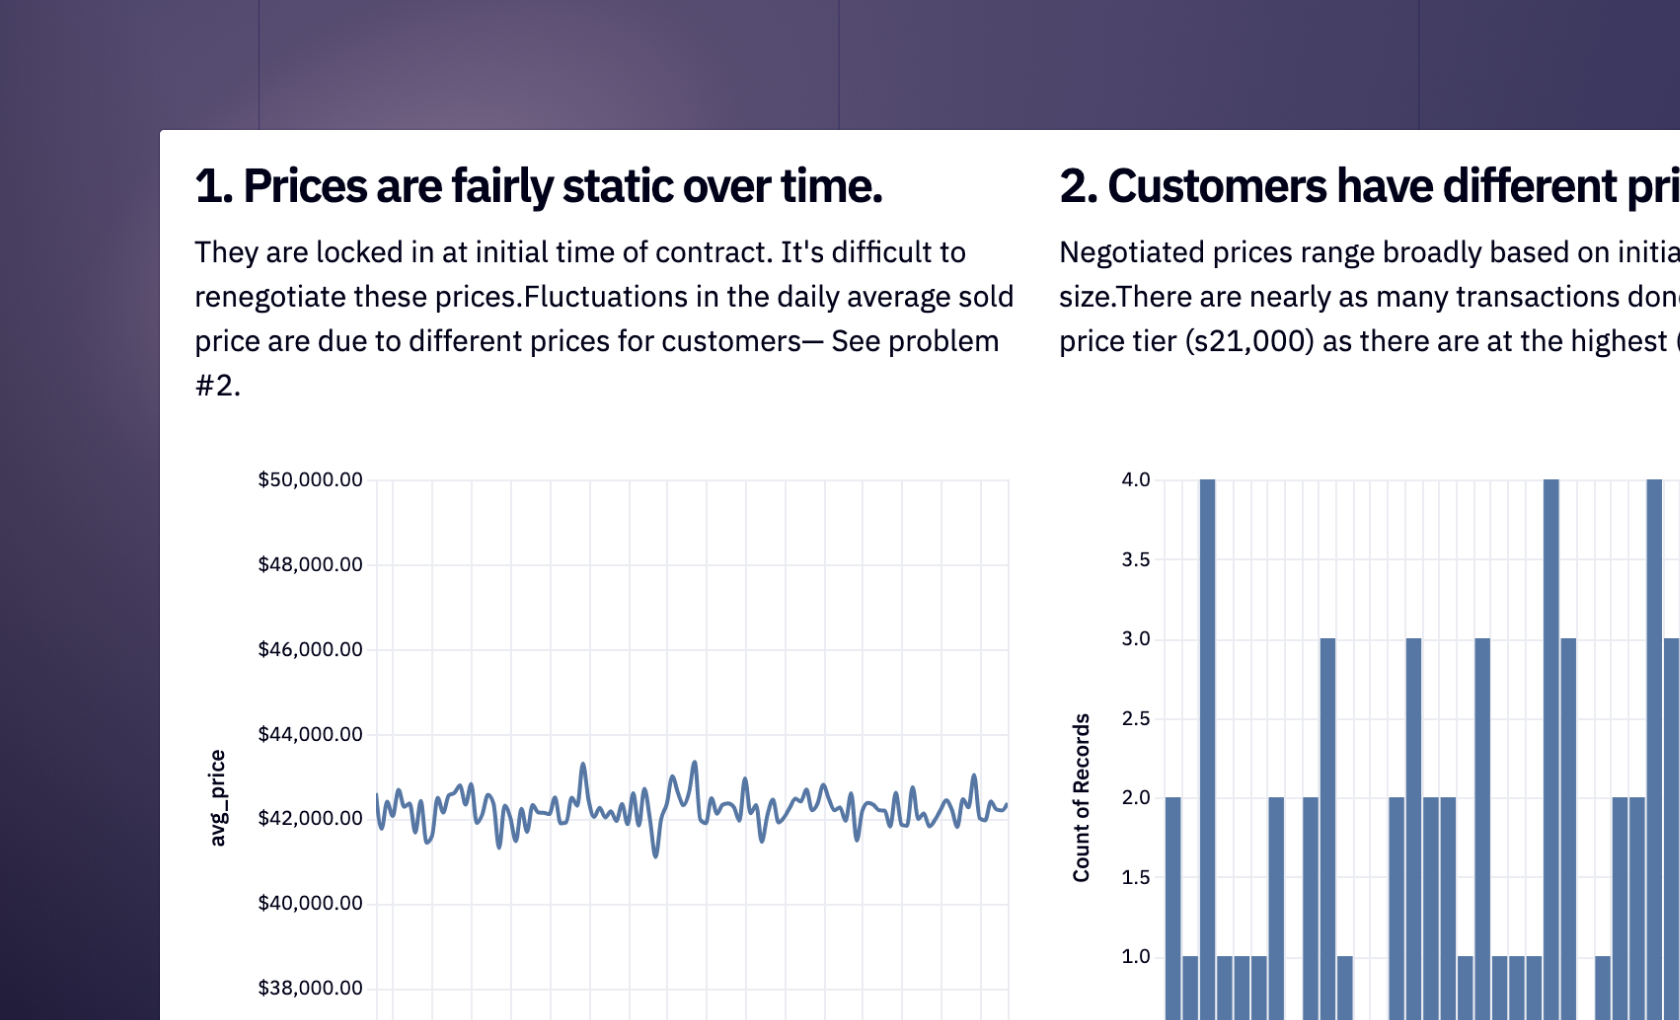 1. Prices are fairly static over time.
They are locked in at initial time of contract. It's difficult to
renegotiate these prices.Fluctuations in the daily average sold
price are due to different prices for customers— See problem
#2.
$50,000.00
$48,000.00
$46,000.00
$44,000.00
$42,000.00
$40,000.00
$38,000.00
avg_price
2. Customers have different pri
Negotiated prices range broadly based on initia
size.There are nearly as many transactions don
price tier (s21,000) as there are at the highest (
4.0
3.5
3.0
2.5
2.0
1.5
1.0
Count of Records